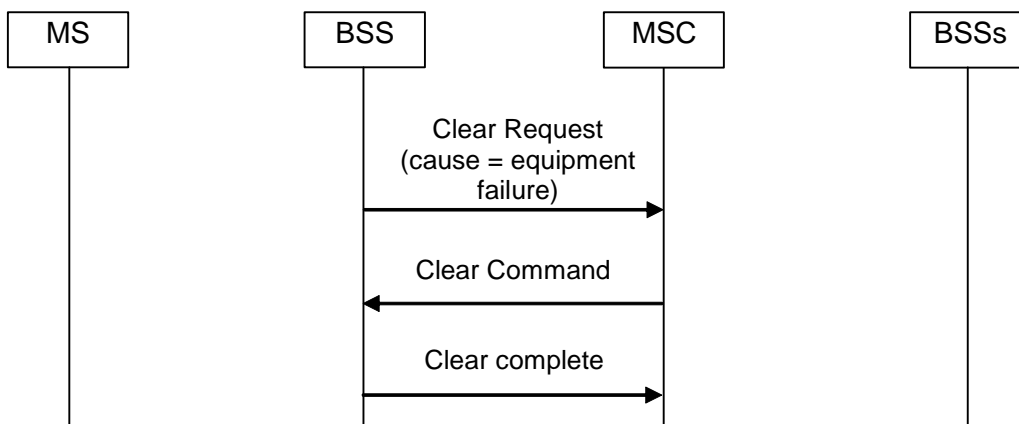 MS
BSS
MSC
BSSs
Clear Request
(cause = equipment
failure)
Clear Command
Clear complete